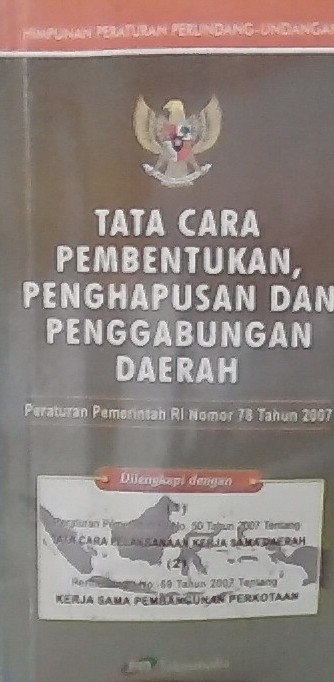 HIMPUNAN PERATURAN PERUNDANG-UNDANGAN
TATA CARA
PEMBENTUKAN,
PENGHAPUSAN DAN
PENGGABUNGAN
DAERAH
Peraturan Pemerintah RI Nomor 78 Tahun 2007
Dilengkapi dengan
(1)
Peraturan No. 50 Tahun 2007 Tentang
TATA CARA PELAKSANAAN KERJA SAMA DAERAH
(2)
No. 69 Tahun 2007 Tentang
KERJA SAMA PEMBANGUNAN PERKOTAAN